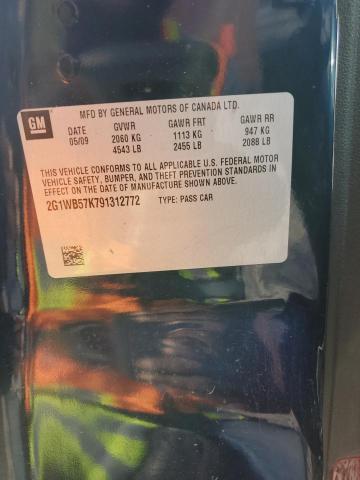 GM
MFD BY GENERAL MOTORS OF CANADA LTD.
DATE GVWR GAWR FRT GAWR RR
05/09 2060 KG 1113 KG 947 KG
4543 LB 2455 LB 2088 LB
THIS VEHICLE CONFORMS TO ALL APPLICABLE U.S. FEDERAL MOTOR
VEHICLE SAFETY, BUMPER, AND THEFT PREVENTION STANDARDS IN
EFFECT ON THE DATE OF MANUFACTURE SHOWN ABOVE.
2G1WB57K791312772 TYPE: PASS CAR